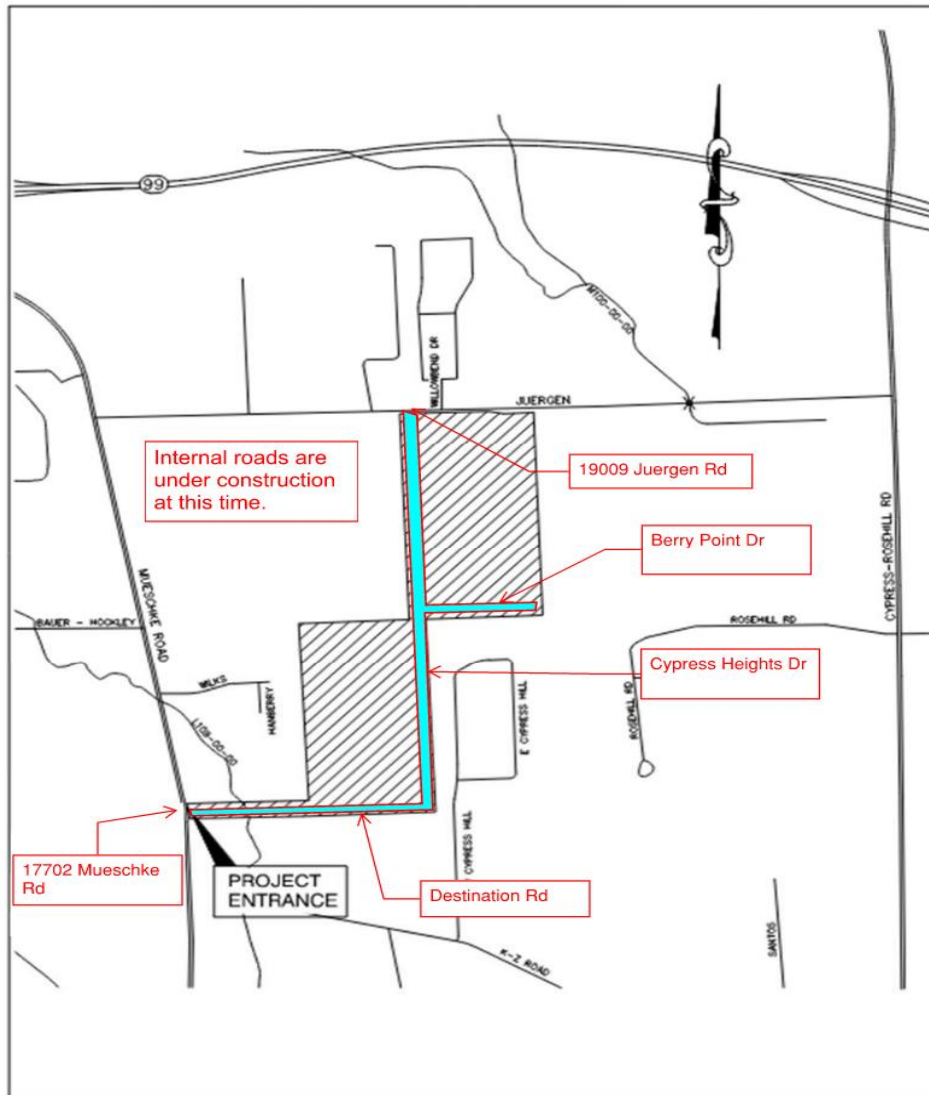 99
MT00-00-00
WILLOWBEND DR
JUERGEN
Internal roads are
under construction
at this time.
19009 Juergen Rd
Berry Point Dr
MUESCHKE ROAD
BAUER - HOCKLEY
CYPRESS-ROSEHILL RD
ROSEHILL RD
Cypress Heights Dr
WILKS
HANBERRY
E CYPRESS HILL
ROSEHILL RD
17702 Mueschke
Rd
PROJECT
ENTRANCE
Destination Rd
CYPRESS HILL
K-Z ROAD
SANTOS